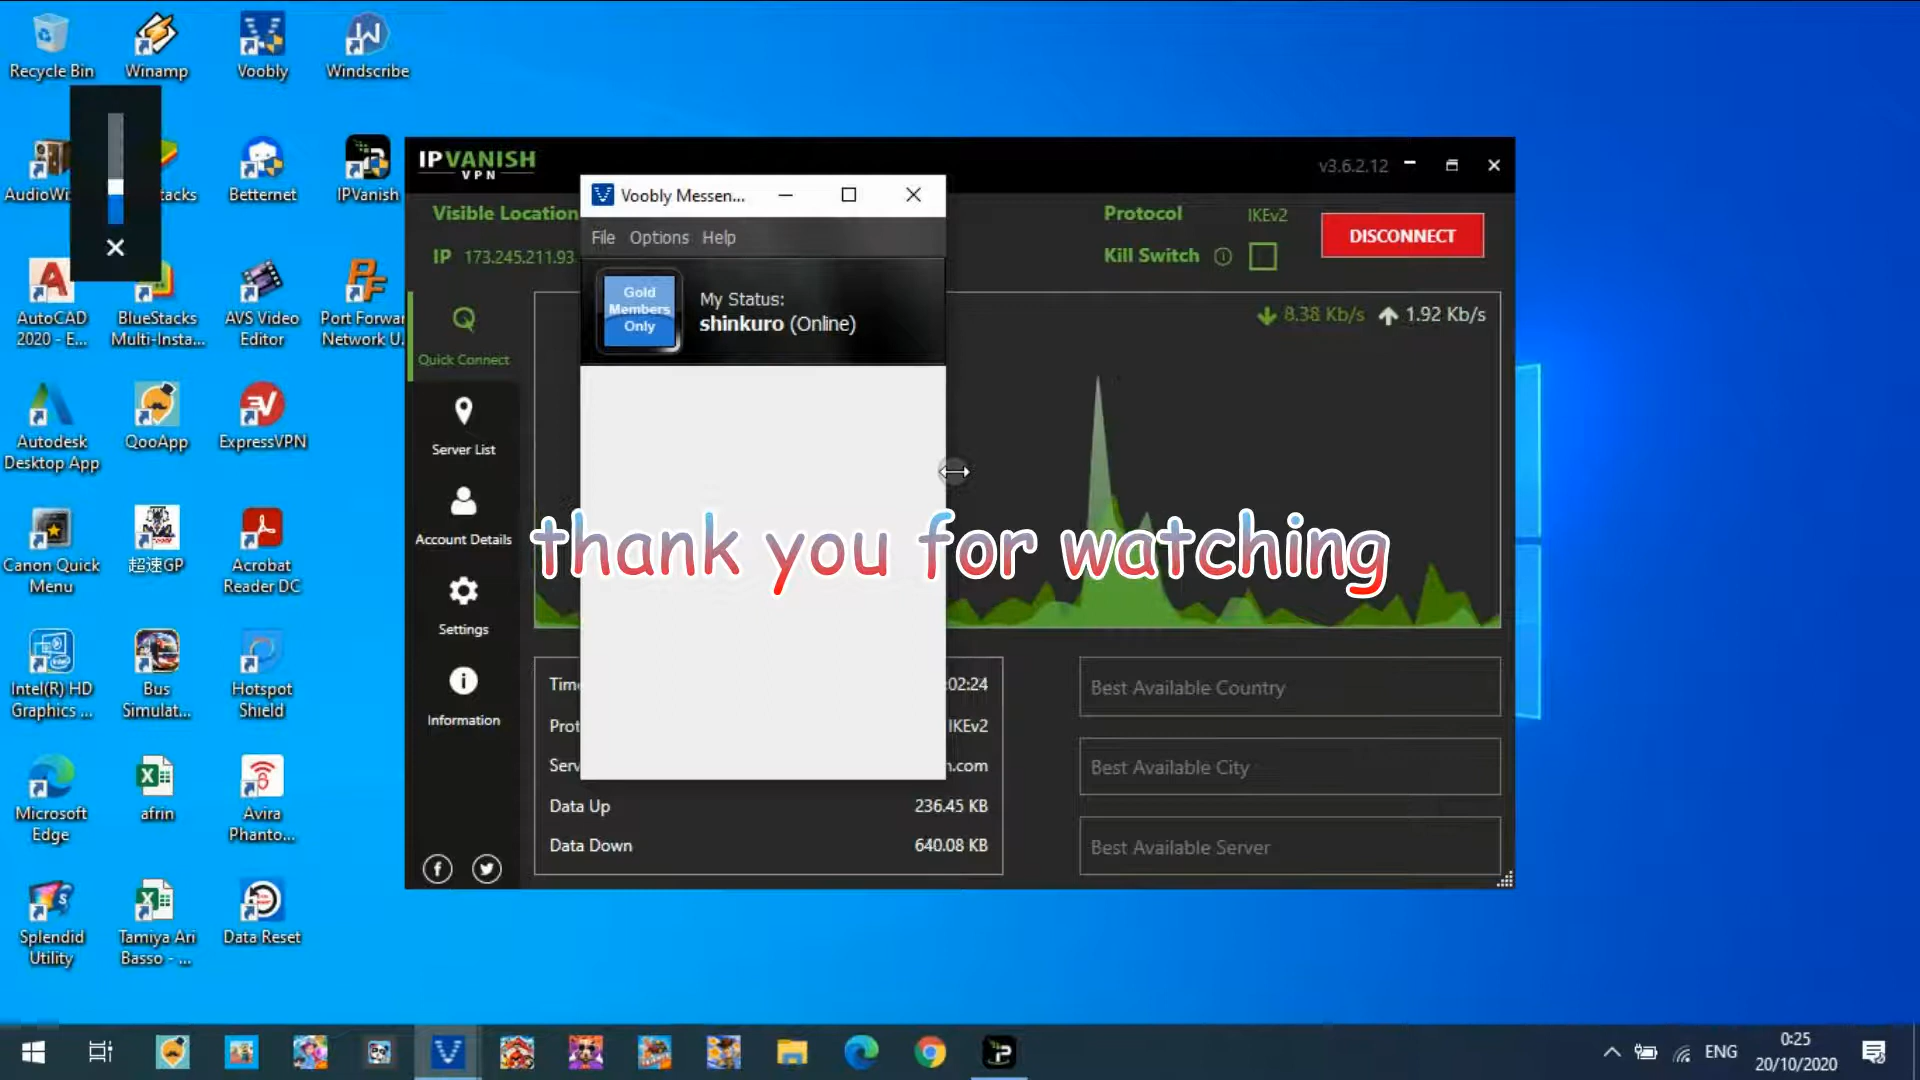 Recycle Bin
Winamp
Voobly
Windscribe
AudioWi
tacks
Betternet
IPVanish
AutoCAD
2020 - E...
BlueStacks
Multi-Insta...
AVS Video
Editor
Port Forwar
Network U.
Autodesk
Desktop App
QooApp
ExpressVPN
Canon Quick
Menu
超速GP
Acrobat
Reader DC
Intel(R) HD
Graphics ...
Bus
Simulat...
Hotspot
Shield
Microsoft
Edge
afrin
Avira
Phanto...
Splendid
Utility
Tamiya Ari
Basso - ...
Data Reset
IPVANISH
VPN
v3.6.2.12
Visible Location
IP 173.245.211.93
Protocol IKEv2
Kill Switch
DISCONNECT
8.38 Kb/s 1.92 Kb/s
Quick Connect
Server List
Account Details
Settings
Information
Voobly Messen...
File Options Help
Gold
Members
Only
My Status:
shinkuro (Online)
thank you for watching
Time :02:24
Prot IKEv2
Serv n.com
Data Up 236.45 KB
Data Down 640.08 KB
Best Available Country
Best Available City
Best Available Server
ENG
0:25
20/10/2020